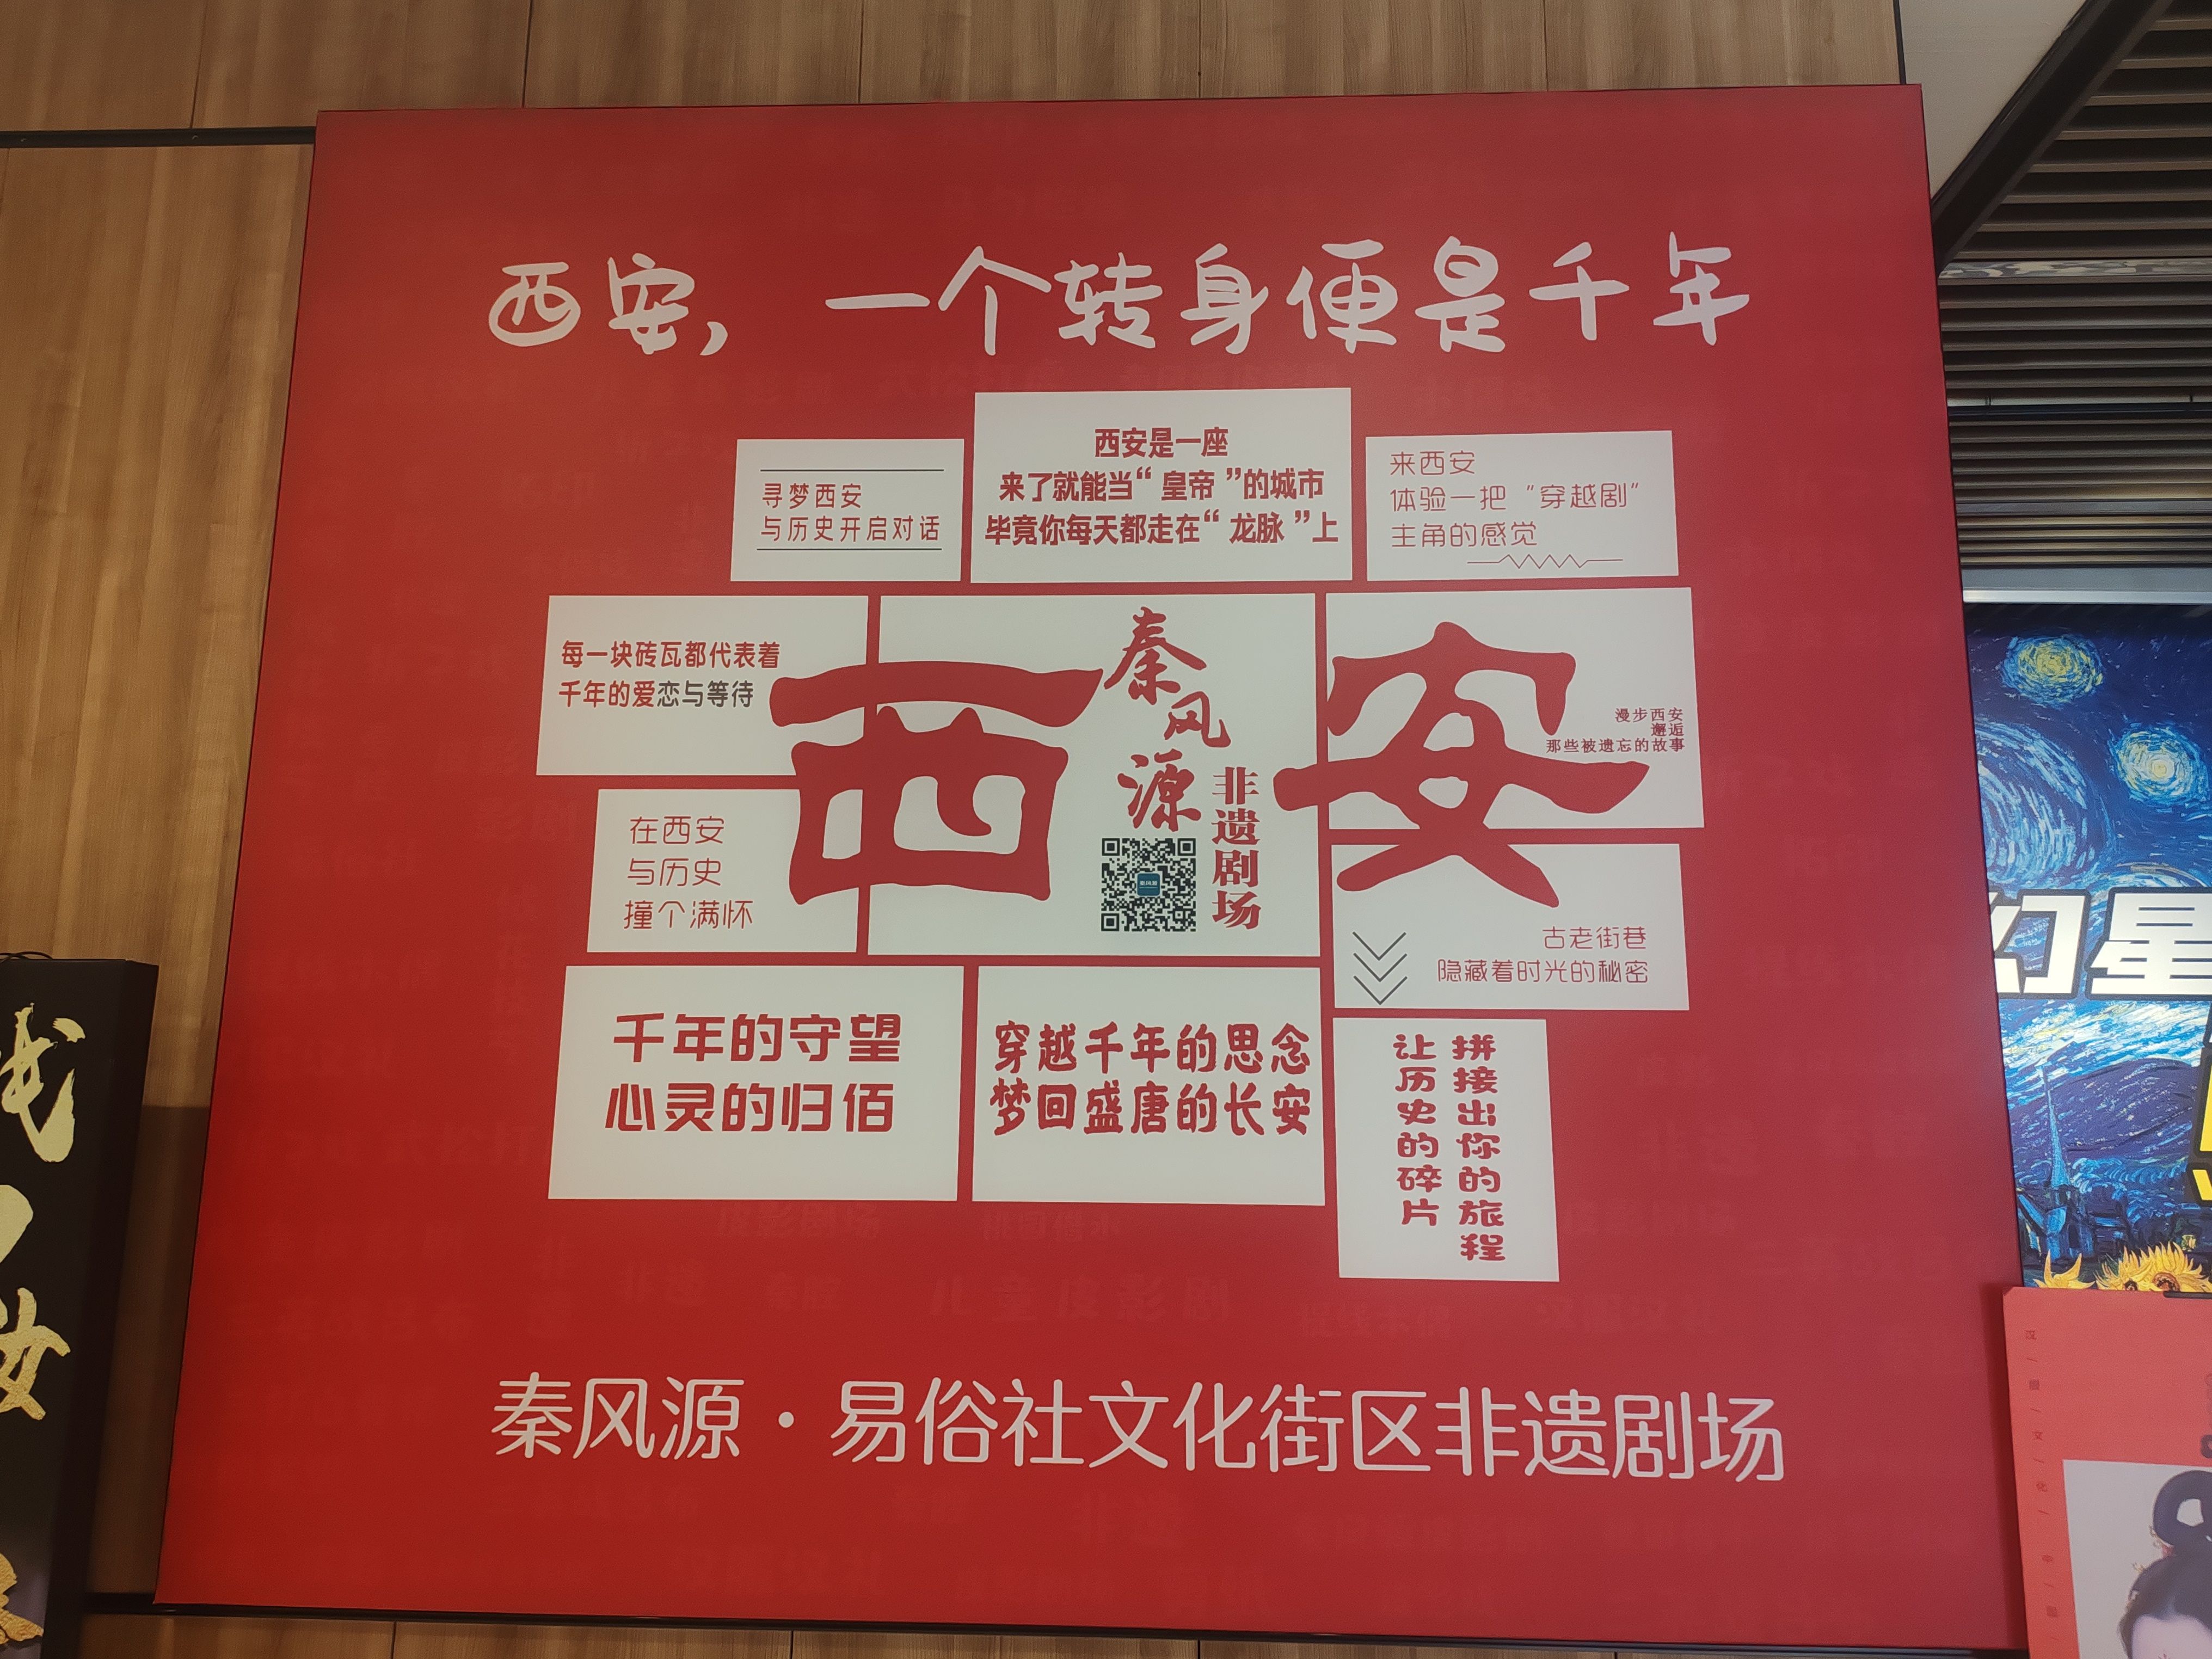 西安，一个转身便是千年
寻梦西安
与历史开启对话
西安是一座
来了就能当“皇帝”的城市
毕竟你每天都走在“龙脉”上
来西安
体验一把“穿越剧”
主角的感觉
每一块砖瓦都代表着
千年的爱恋与等待
西安
秦风源
非遗剧场
漫步西安
邂逅
那些被遗忘的故事
在西安
与历史
撞个满怀
古老街巷
隐藏着时光的秘密
千年的守望
心灵的归佰
穿越千年的思念
梦回盛唐的长安
拼接出你的旅程
让历史的碎片
秦风源·易俗社文化街区非遗剧场
幻星